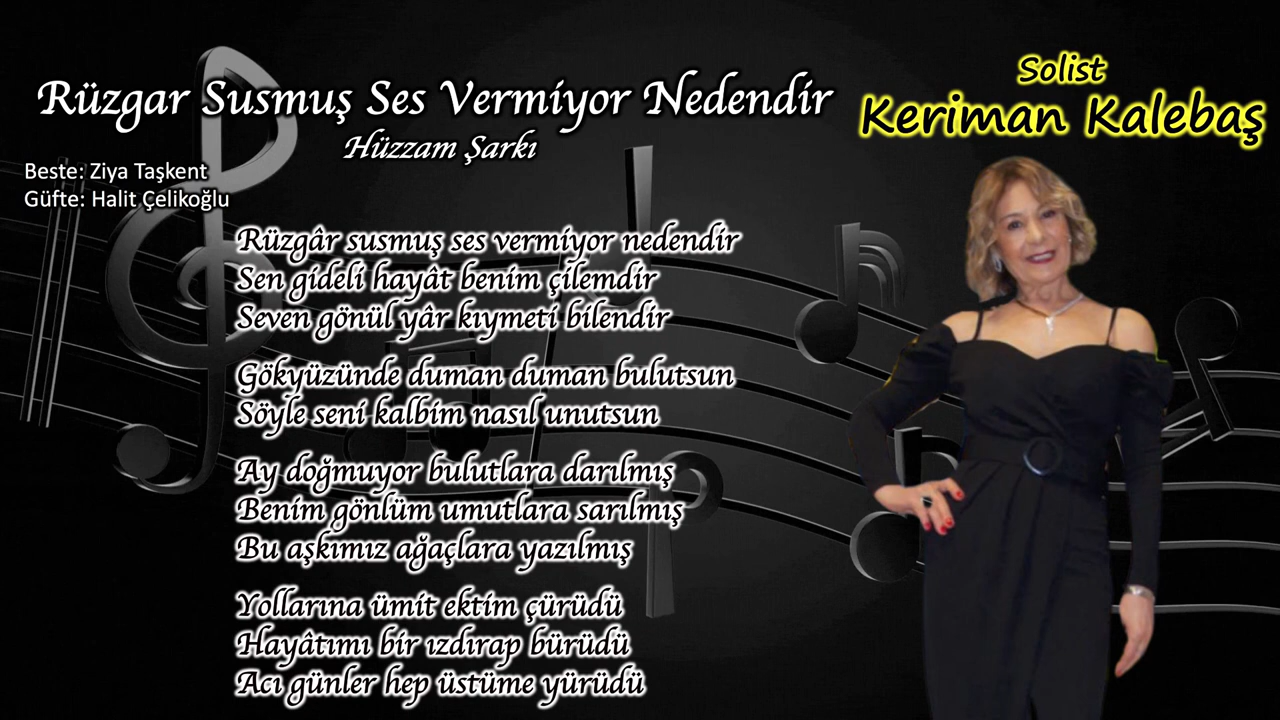 Rüzgar Susmuş Ses Vermiyor Nedendir
Hüzzam Şarkı
Beste: Ziya Taşkent
Güfte: Halit Çelikoğlu
Solist
Keriman Kalebaş
Rüzgâr susmuş ses vermiyor nedendir
Sen gideli hayât benim çilemdir
Seven gönül yâr kıymeti bilendir
Gökyüzünde duman duman bulutsun
Söyle seni kalbim nasıl unutsun
Ay doğmuyor bulutlara darılmış
Benim gönlüm umutlara sarılmış
Bu aşkımız ağaçlara yazılmış
Yollarına ümit ektim çürüdü
Hayâtımı bir ızdırap bürüdü
Acı günler hep üstüme yürüdü